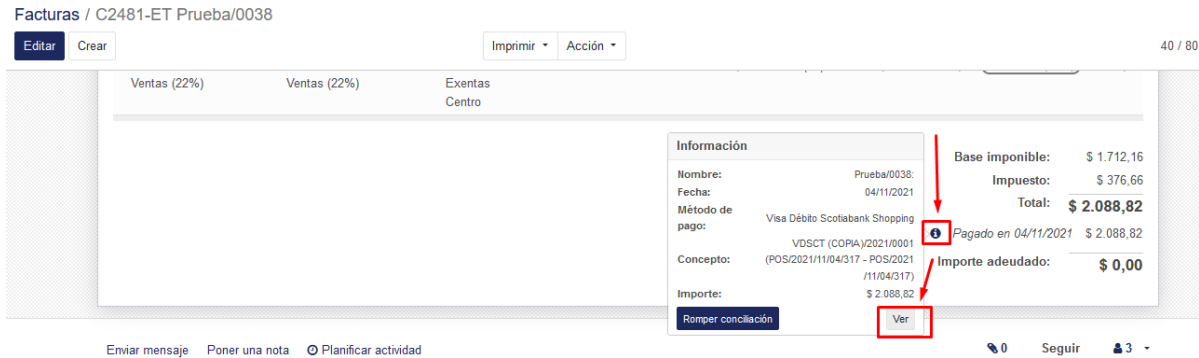 Facturas / C2481-ET Prueba/0038
Editar Crear Imprimir Acción 40 / 80
Ventas (22%) Ventas (22%) Exentas
Centro
Información
Nombre: Prueba/0038:
Fecha: 04/11/2021
Método de
pago: Visa Débito Scotiabank Shopping
Concepto: VDSCT (COPIA)/2021/0001
(POS/2021/11/04/317 - POS/2021
/11/04/317)
Importe: $ 2.088,82
Romper conciliación Ver
Base imponible: $ 1.712,16
Impuesto: $ 376,66
Total: $ 2.088,82
Pagado en 04/11/2021 $ 2.088,82
Importe adeudado: $ 0,00
Enviar mensaje Poner una nota Planificar actividad 0 Seguir 3